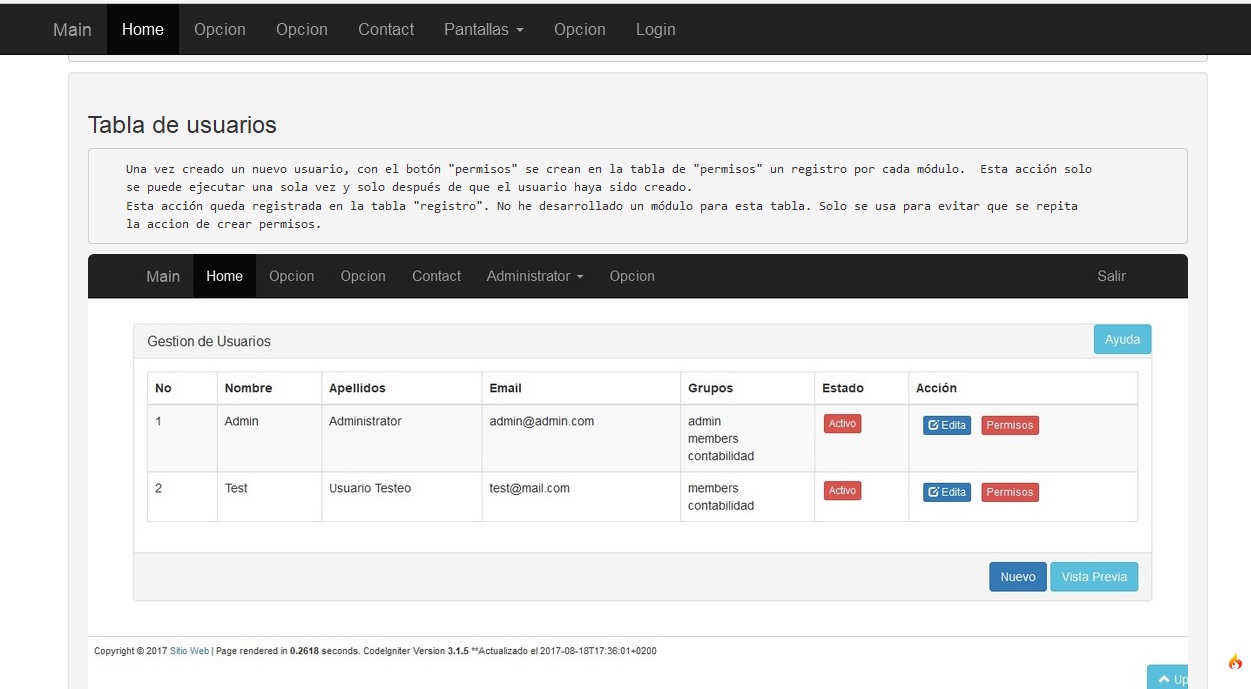 Main Home Opcion Opcion Contact Pantallas Opcion Login
Tabla de usuarios
Una vez creado un nuevo usuario, con el botón "permisos" se crean en la tabla de "permisos" un registro por cada módulo.  Esta acción solo
se puede ejecutar una sola vez y solo después de que el usuario haya sido creado.
Esta acción queda registrada en la tabla "registro". No he desarrollado un módulo para esta tabla. Solo se usa para evitar que se repita
la accion de crear permisos.
Main Home Opcion Opcion Contact Administrator Opcion Salir
Gestion de Usuarios Ayuda
No Nombre Apellidos Email Grupos Estado Acción
1 Admin Administrator admin@admin.com admin Activo Edita Permisos
members
contabilidad
2 Test Usuario Testeo test@mail.com members Activo Edita Permisos
contabilidad
Nuevo Vista Previa
Copyright © 2017 Sitio Web | Page rendered in 0.2618 seconds. CodeIgniter Version 3.1.5 **Actualizado el 2017-08-18T17:36:01+0200
Up